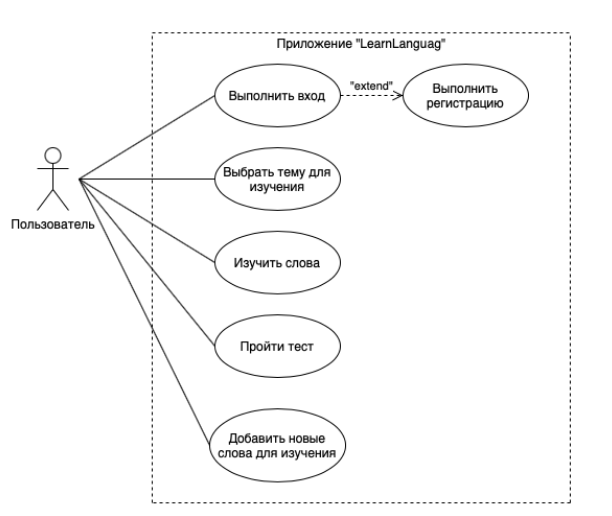 Приложение "LearnLanguag"
Выполнить вход
"extend"
Выполнить
регистрацию
Выбрать тему для
изучения
Пользователь
Изучить слова
Пройти тест
Добавить новые
слова для изучения